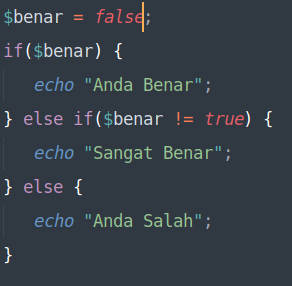 $benar = false;
if($benar) {
    echo "Anda Benar";
} else if($benar != true) {
    echo "Sangat Benar";
} else {
    echo "Anda Salah";
}